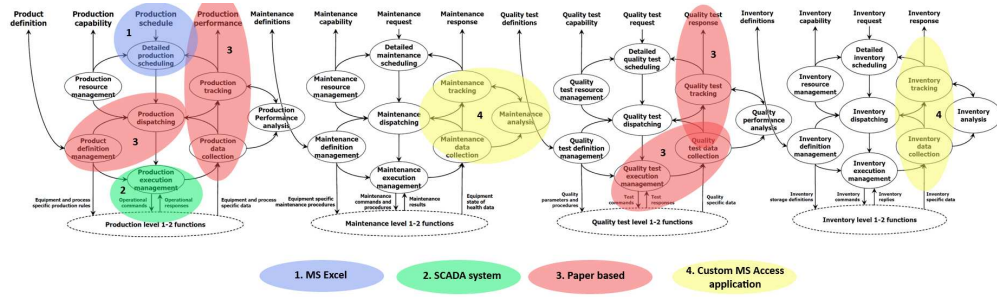 Product
definition
Production
capability
Production
schedule
Production
performance
Maintenance
definitions
Maintenance
capability
Maintenance
request
Maintenance
response
Quality test
definitions
Quality test
capability
Quality test
request
Quality test
response
Inventory
definitions
Inventory
capability
Inventory
request
Inventory
response
1
Detailed
production
scheduling
3
Production
resource
management
Production
tracking
Production
dispatching
3
Product
definition
management
Production
data
collection
Production
Performance
analysis
Production
execution
management
2
Operational
commands
Operational
responses
Equipment and process
specific production rules
Equipment and process
specific data
Production level 1-2 functions
Detailed
maintenance
scheduling
Maintenance
resource
management
Maintenance
tracking
Maintenance
dispatching
4
Maintenance
analysis
Maintenance
definition
management
Maintenance
data
collection
Maintenance
execution
management
Equipment specific
maintenance procedures
Maintenance
commands and
procedures
Maintenance
results
Equipment
state of
health data
Maintenance level 1-2 functions
Detailed
quality test
scheduling
3
Quality
test resource
management
Quality test
tracking
Quality test
dispatching
Quality
performance
analysis
Quality test
definition
management
3
Quality
test data
collection
Quality test
execution
management
Quality
parameters and
procedures
Test
commands
Test
responses
Quality
specific data
Quality test level 1-2 functions
Detailed
inventory
scheduling
Inventory
resource
management
Inventory
tracking
Inventory
dispatching
4
Inventory
analysis
Inventory
definition
management
Inventory
data
collection
Inventory
execution
management
Inventory
storage definitions
Inventory
commands
Inventory
replies
Inventory
specific data
Inventory level 1-2 functions
1. MS Excel
2. SCADA system
3. Paper based
4. Custom MS Access
application